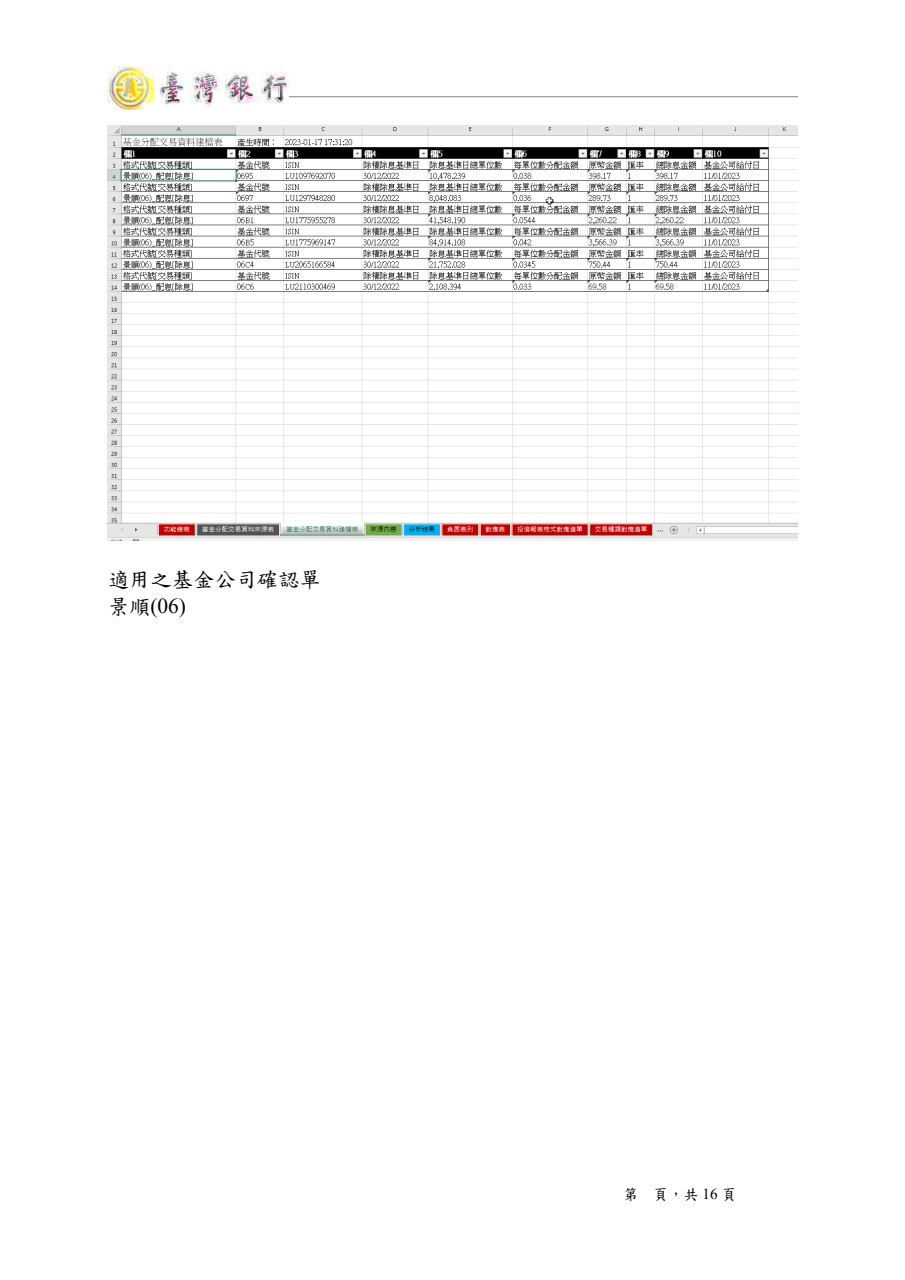 臺灣銀行
A B C D E F G H I J K
1 基金分配交易資料建檔表 產生時間： 2023-01-17 17:31:20
2 欄1 欄2 欄3 欄4 欄5 欄6 欄7 欄8 欄9 欄10
3 格式代號[交易種類] 基金代號 ISIN 除權除息基準日 除息基準日總單位數 每單位數分配金額 原幣金額 匯率 總除息金額 基金公司給付日
4 景順(06)_配息[除息] 0695 LU1097692070 30/12/2022 10,478.239 0.038 398.17 1 398.17 11/01/2023
5 格式代號[交易種類] 基金代號 ISIN 除權除息基準日 除息基準日總單位數 每單位數分配金額 原幣金額 匯率 總除息金額 基金公司給付日
6 景順(06)_配息[除息] 0697 LU1297948280 30/12/2022 8,048.083 0.036 289.73 1 289.73 11/01/2023
7 格式代號[交易種類] 基金代號 ISIN 除權除息基準日 除息基準日總單位數 每單位數分配金額 原幣金額 匯率 總除息金額 基金公司給付日
8 景順(06)_配息[除息] 06B1 LU1775955278 30/12/2022 41,548.190 0.0544 2,260.22 1 2,260.22 11/01/2023
9 格式代號[交易種類] 基金代號 ISIN 除權除息基準日 除息基準日總單位數 每單位數分配金額 原幣金額 匯率 總除息金額 基金公司給付日
10 景順(06)_配息[除息] 06B5 LU1775969147 30/12/2022 84,914.108 0.042 3,566.39 1 3,566.39 11/01/2023
11 格式代號[交易種類] 基金代號 ISIN 除權除息基準日 除息基準日總單位數 每單位數分配金額 原幣金額 匯率 總除息金額 基金公司給付日
12 景順(06)_配息[除息] 06C4 LU2065166584 30/12/2022 21,752.028 0.0345 750.44 1 750.44 11/01/2023
13 格式代號[交易種類] 基金代號 ISIN 除權除息基準日 除息基準日總單位數 每單位數分配金額 原幣金額 匯率 總除息金額 基金公司給付日
14 景順(06)_配息[除息] 06C6 LU2110300469 30/12/2022 2,108.394 0.033 69.58 1 69.58 11/01/2023
15
16
17
18
19
20
21
22
23
24
25
26
27
28
29
30
31
32
33
34
35
功能總表 基金分配交易資料來源表 基金分配交易資料建檔表 來源內容 分析結果 頁面表列 對應表 投信報表格式對應清單 交易種類對應清單 ...
適用之基金公司確認單
景順(06)
第 頁，共 16 頁